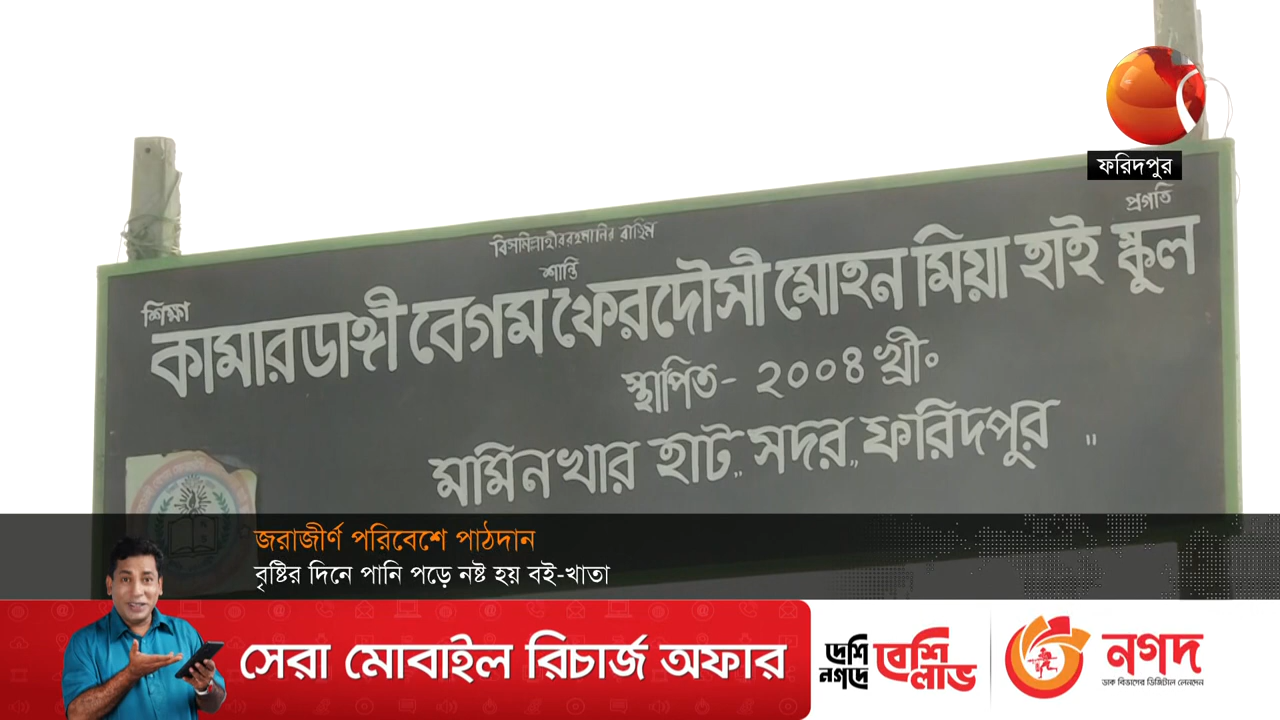 ফরিদপুর
বিসমিল্লাহীররহমানির রাহিম
শিক্ষা শান্তি প্রগতি
কামারডাঙ্গী বেগম ফেরদৌসী মোহন মিয়া হাই স্কুল
স্থাপিত- ২০০৪ খ্রী॰
মমিনখার হাট,, সদর,, ফরিদপুর ''
জরাজীর্ণ পরিবেশে পাঠদান
বৃষ্টির দিনে পানি পড়ে নষ্ট হয় বই-খাতা
সেরা মোবাইল রিচার্জ অফার
দেশি নগদে বেশি লাভ
নগদ
ডাক বিভাগের ডিজিটাল লেনদেন